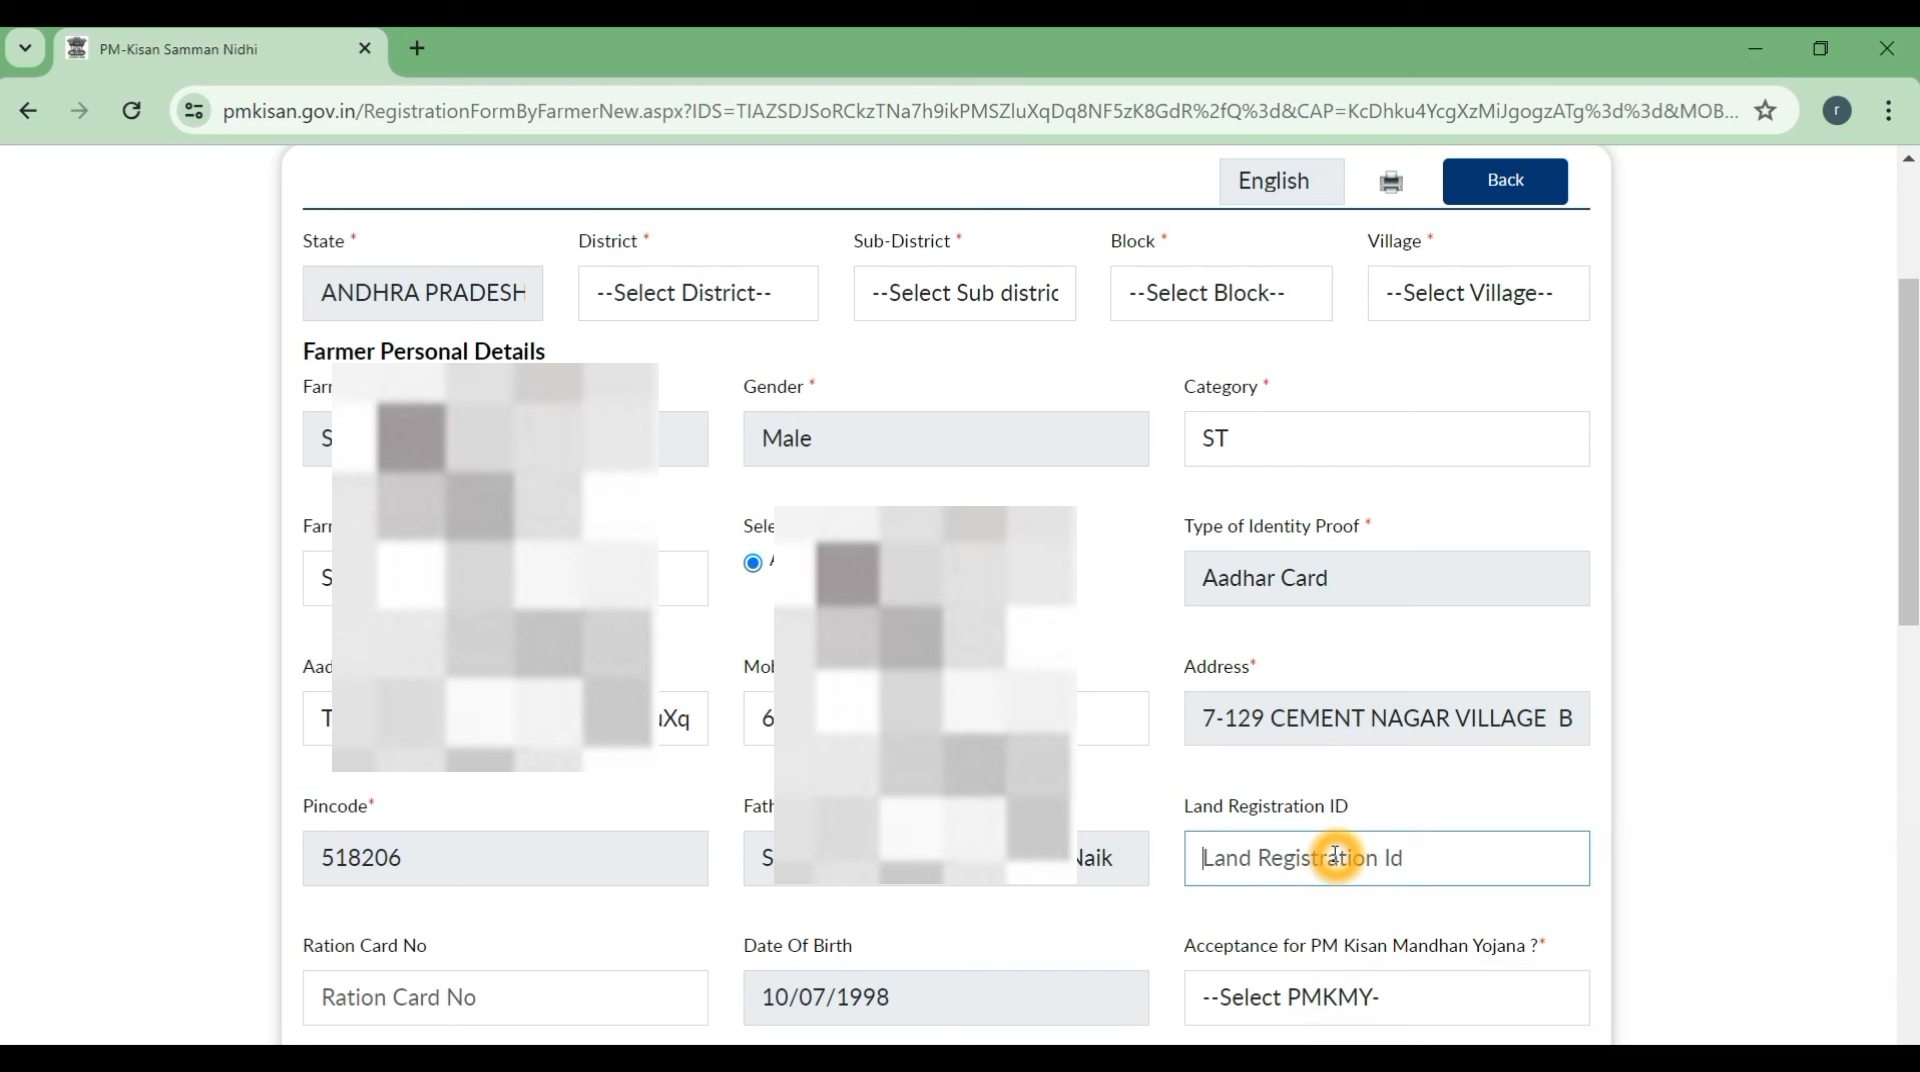 PM-Kisan Samman Nidhi
pmkisan.gov.in/RegistrationFormByFarmerNew.aspx?IDS=TIAZSDJSoRCkzTNa7h9ikPMSZluXqDq8NF5zK8GdR%2fQ%3d&CAP=KcDhku4YcgXzMiJgogzATg%3d%3d&MOB...
r
English Back
State * District * Sub-District * Block * Village *
ANDHRA PRADESH --Select District-- --Select Sub distric --Select Block-- --Select Village--
Farmer Personal Details
Gender * Category *
Male ST
Type of Identity Proof *
Aadhar Card
Address*
uXq 6 7-129 CEMENT NAGAR VILLAGE B
Pincode* Land Registration ID
518206 Naik Land Registration Id
Ration Card No Date Of Birth Acceptance for PM Kisan Mandhan Yojana ?*
Ration Card No 10/07/1998 --Select PMKMY-